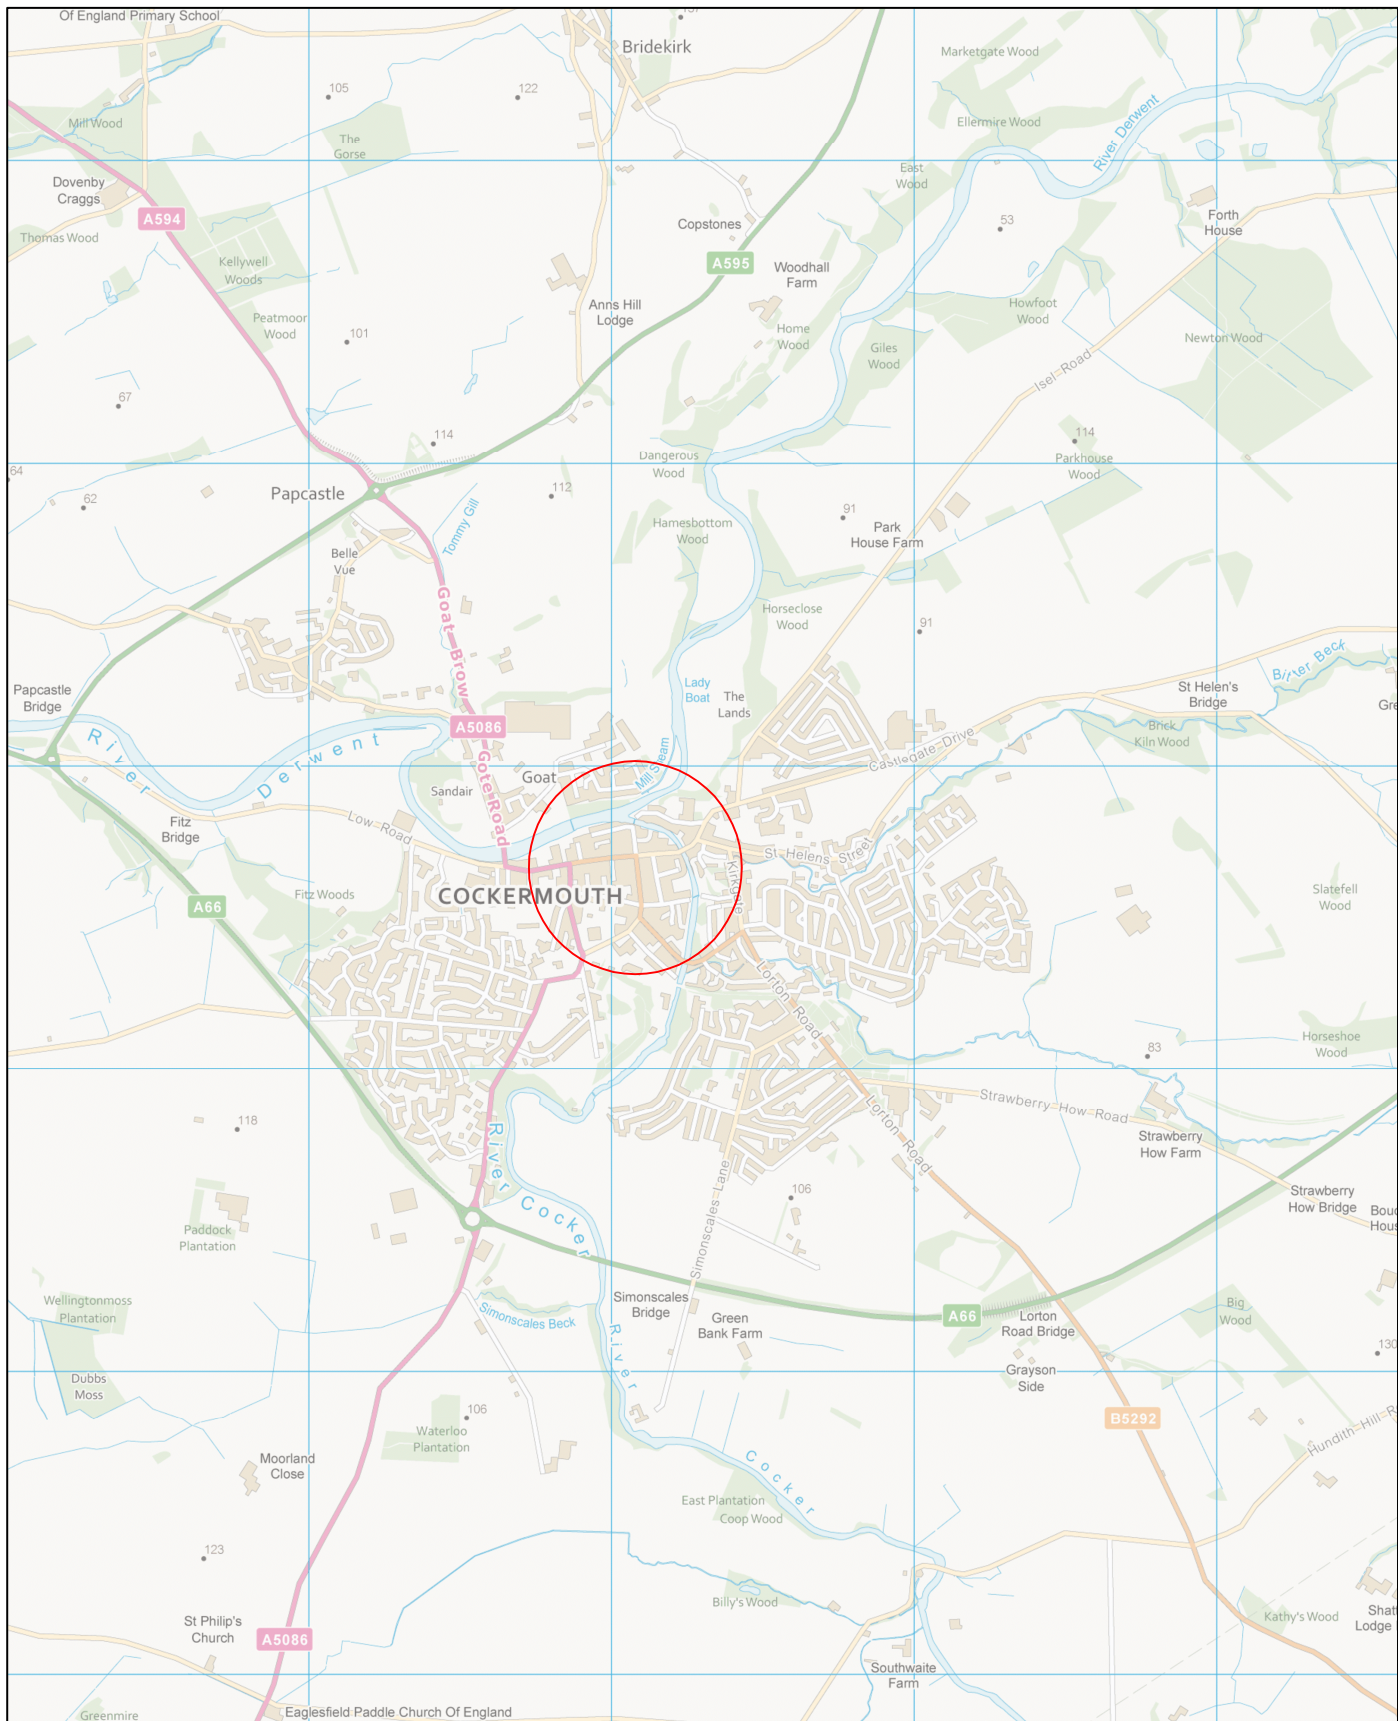 Of England Primary School
Bridekirk
Marketgate Wood
105
122
Mill Wood
The
Gorse
Ellermire Wood
River Derwent
Dovenby
Craggs
East
Wood
A594
Copstones
53
Forth
House
Thomas Wood
Kellywell
Woods
A595
Woodhall
Farm
Anns Hill
Lodge
Howfoot
Wood
Peatmoor
Wood
101
Home
Wood
Giles
Wood
Newton Wood
Isel Road
67
114
Dangerous
Wood
114
Parkhouse
Wood
64
62
Papcastle
112
Tommy Gill
Hamesbottom
Wood
91
Park
House Farm
Belle
Vue
Goat Brow
Horseclose
Wood
91
Bitter Beck
Papcastle
Bridge
Lady
Boat
The
Lands
St Helen's
Bridge
Gre
A5086
Brick
Kiln Wood
River
Derwent
Castlegate Drive
Goat
Mill Stream
Sandair
Gote Road
Fitz
Bridge
Low Road
St Helens Street
Kirkgate
Fitz Woods
COCKERMOUTH
A66
Slatefell
Wood
Lorton Road
Horseshoe
Wood
83
Strawberry How Road
118
River Cocker
Lorton Road
Strawberry
How Farm
106
Strawberry
How Bridge
Paddock
Plantation
Simonscales Lane
Wellingtonmoss
Plantation
Simonscales Beck
Simonscales
Bridge
Green
Bank Farm
A66
Lorton
Road Bridge
Big
Wood
River
130
Dubbs
Moss
Grayson
Side
106
B5292
Waterloo
Plantation
Moorland
Close
Cocker
East Plantation
Coop Wood
123
Billy's Wood
St Philip's
Church
A5086
Kathy's Wood
Lodge
Southwaite
Farm
Greenmire
Eaglesfield Paddle Church Of England